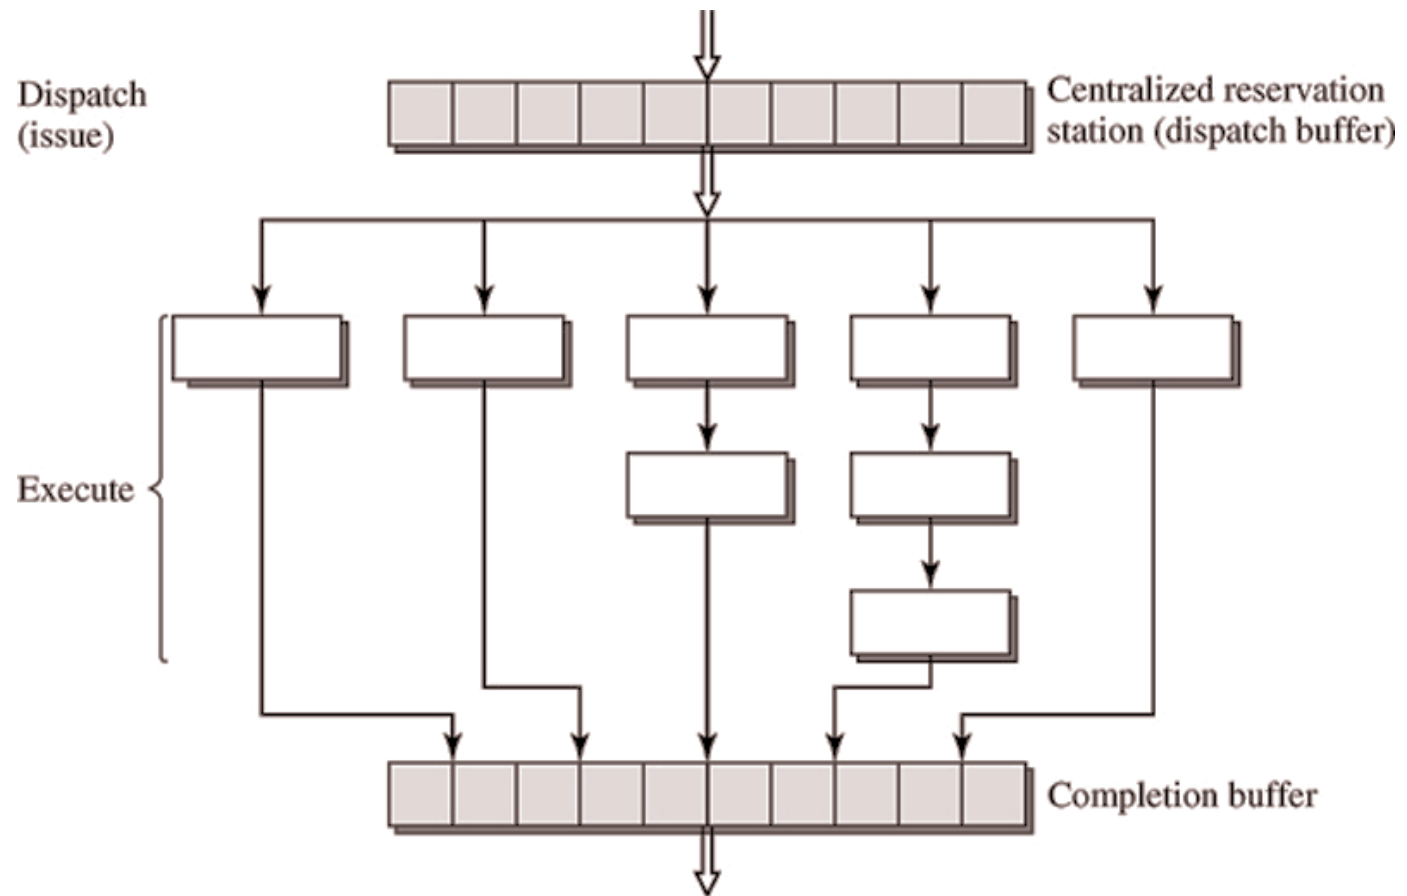 Dispatch
(issue)
Centralized reservation
station (dispatch buffer)
Execute
Completion buffer